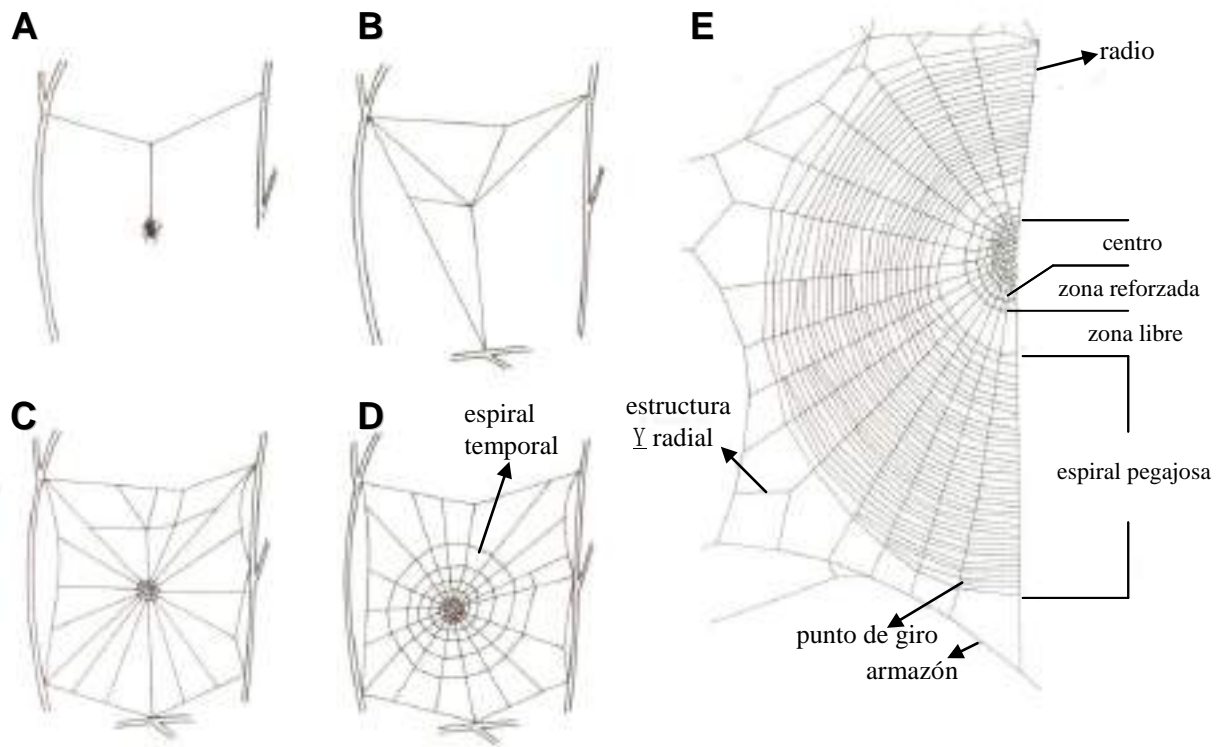 A
B
E
radio
centro
zona reforzada
zona libre
C
D
espiral
temporal
estructura
Y radial
espiral pegajosa
punto de giro
armazón